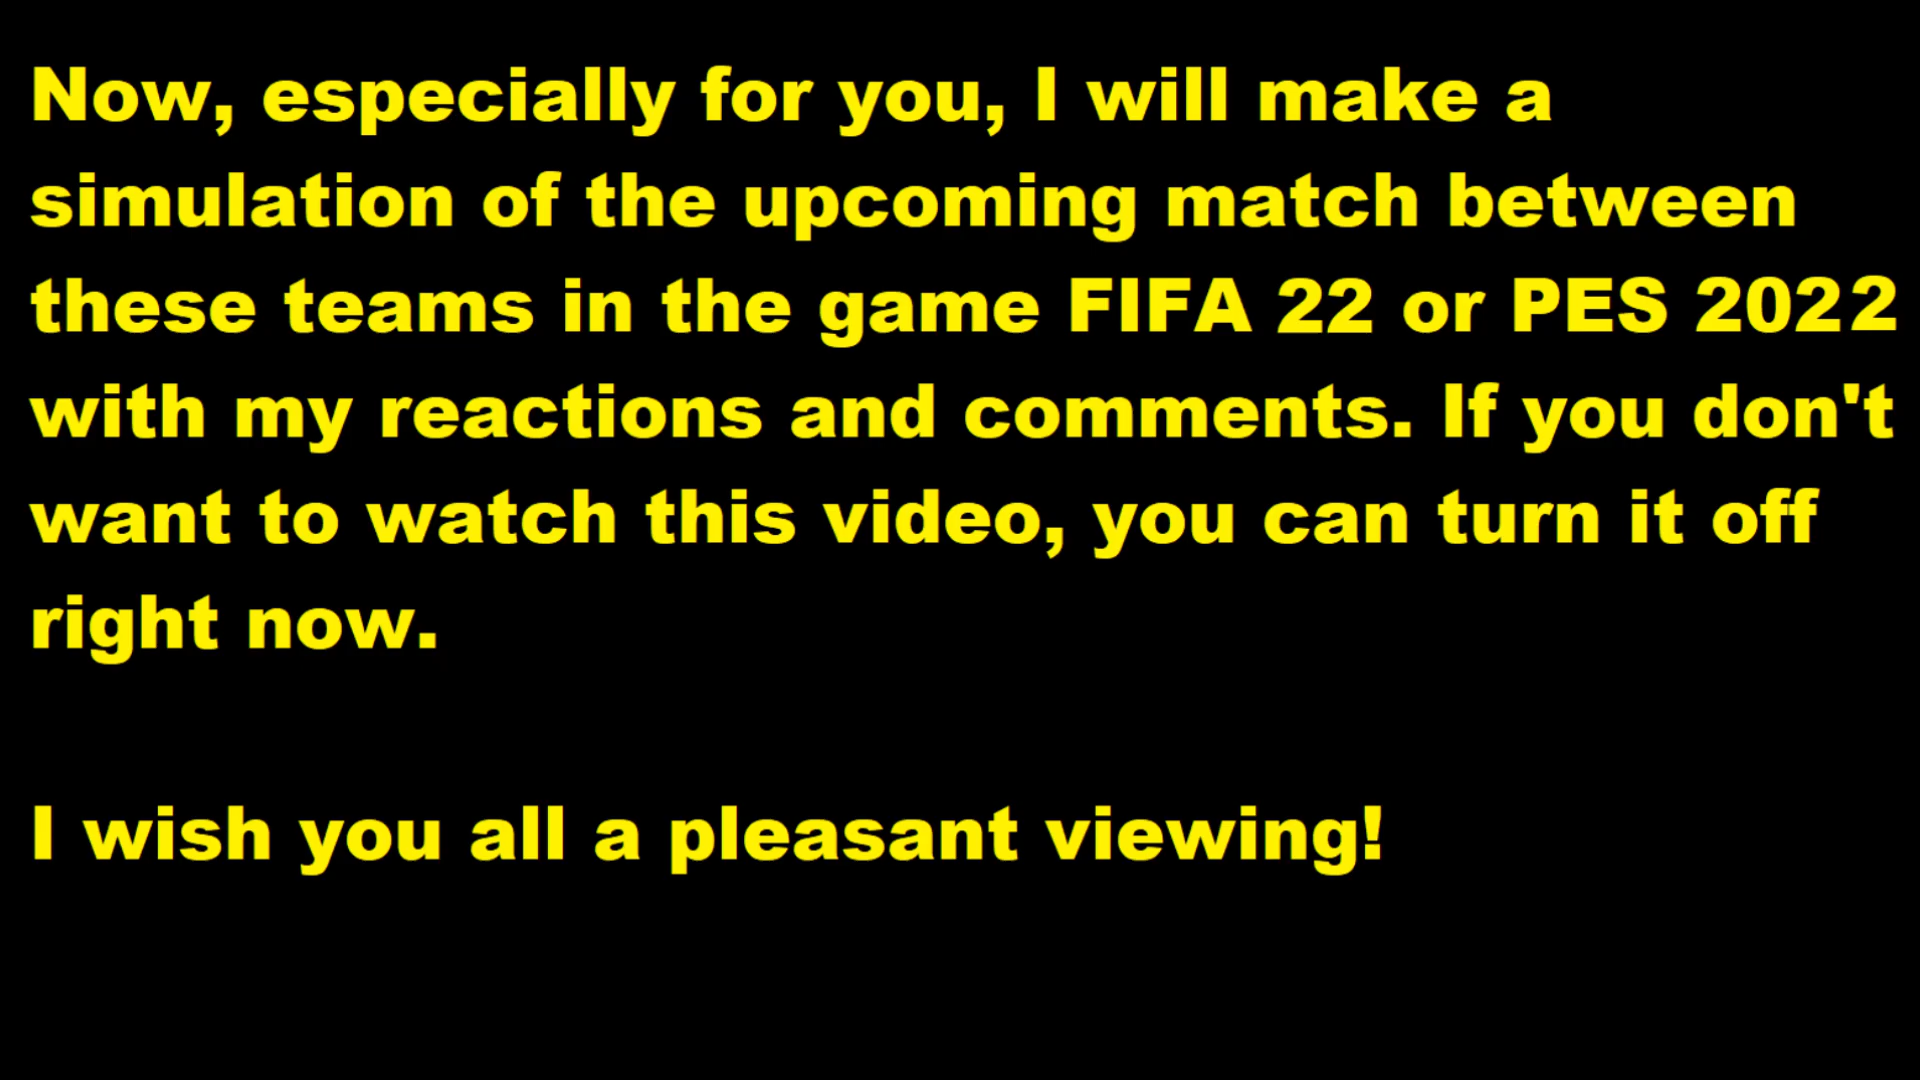 Now, especially for you, I will make a
simulation of the upcoming match between
these teams in the game FIFA 22 or PES 2022
with my reactions and comments. If you don't
want to watch this video, you can turn it off
right now.
I wish you all a pleasant viewing!